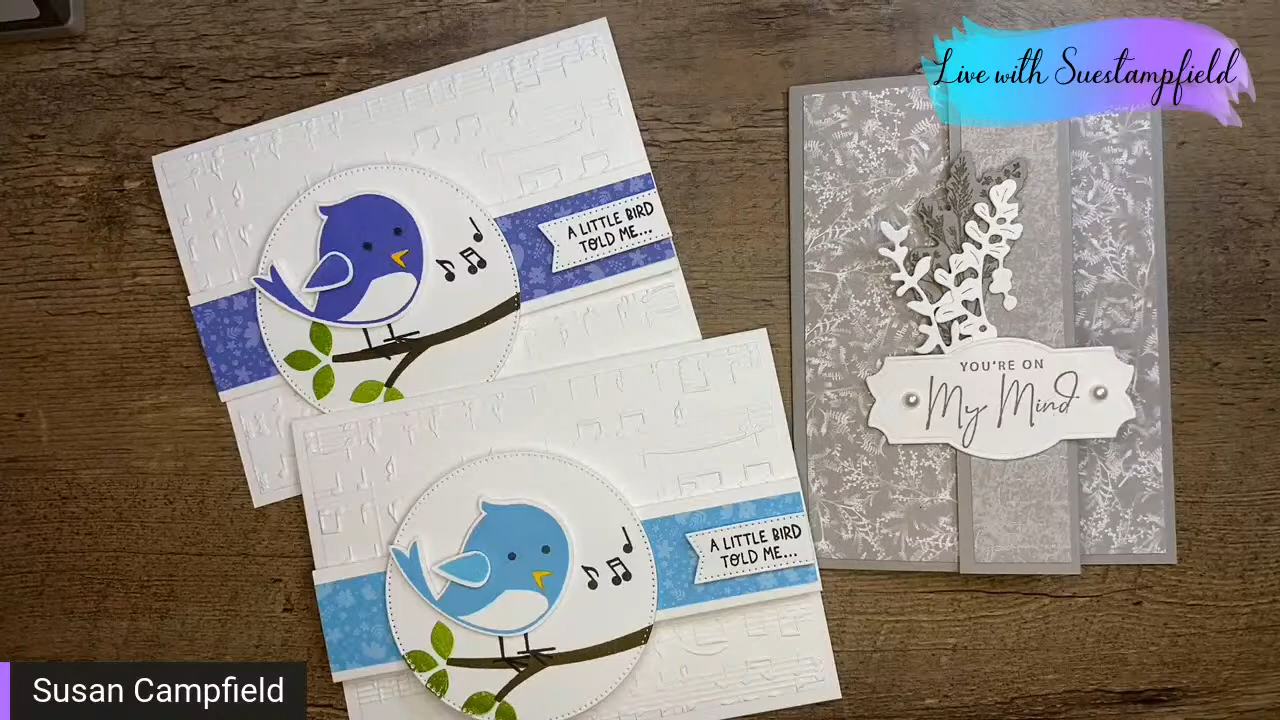 Live with Suestampfield
A LITTLE BIRD
TOLD ME...
YOU'RE ON
My Mind
A LITTLE BIRD
TOLD ME...
Susan Campfield